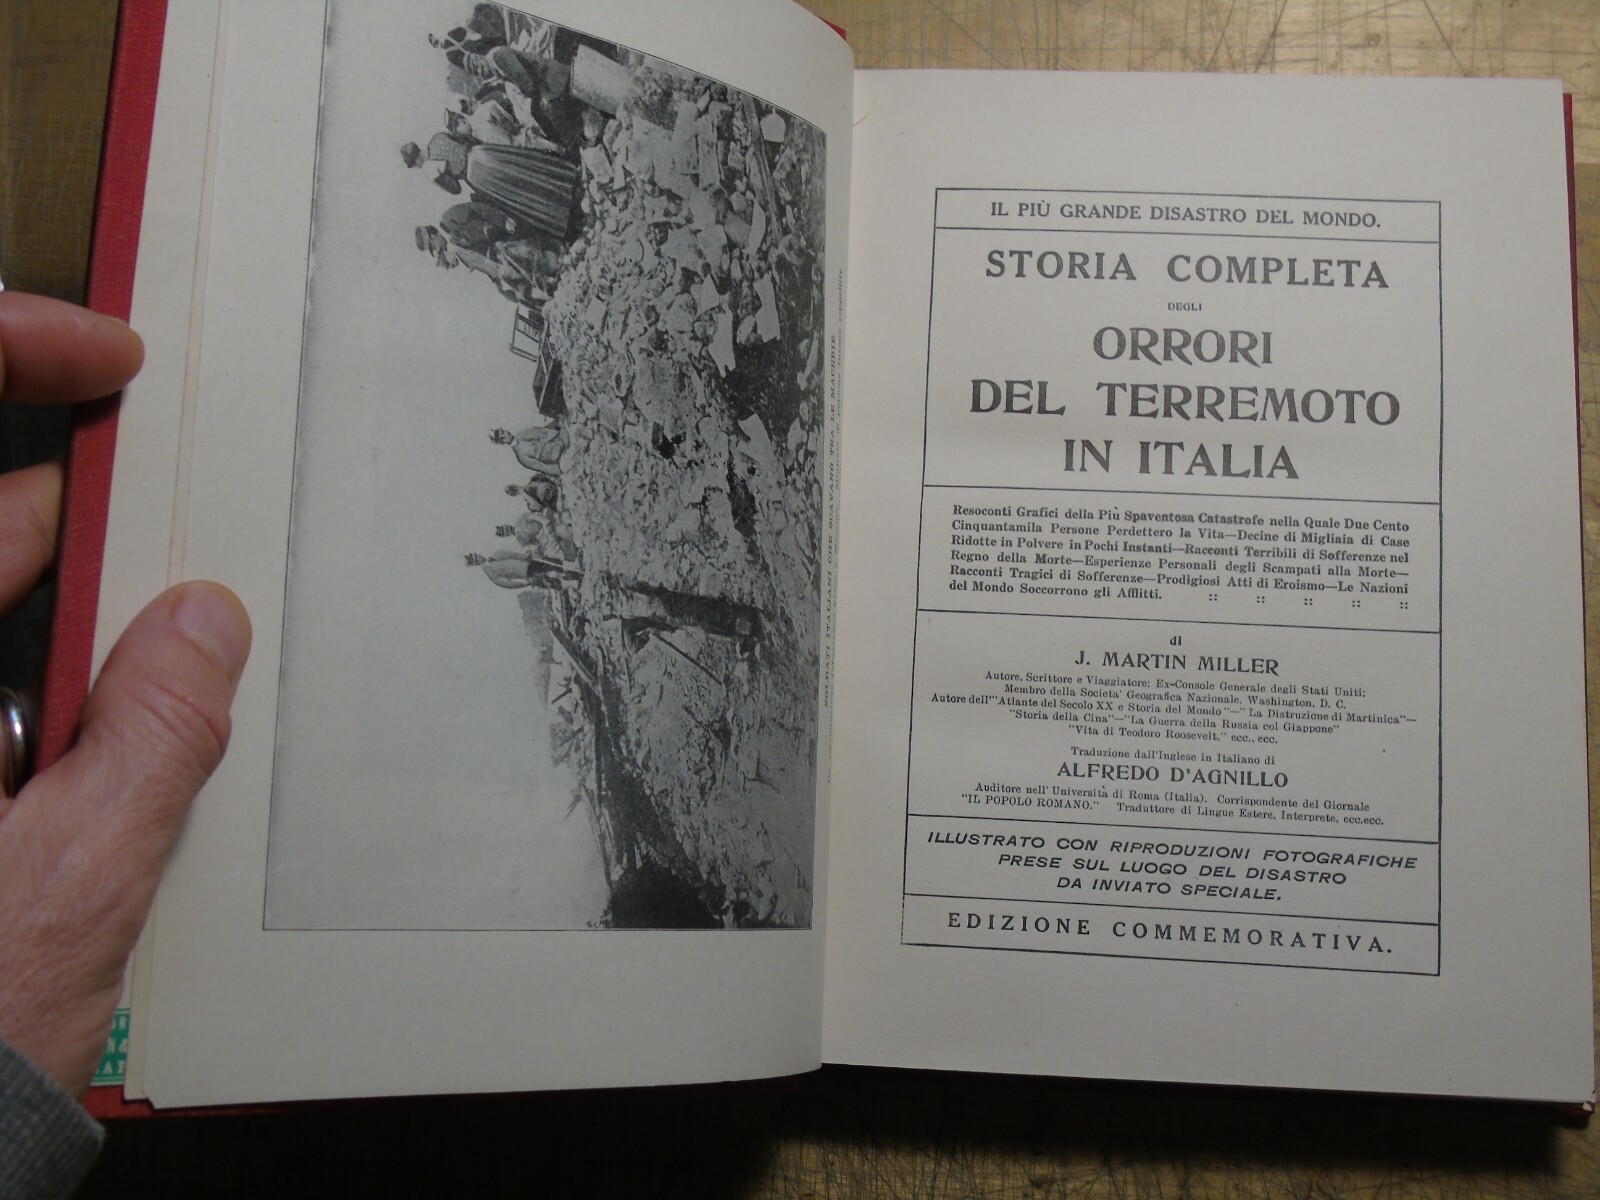 SOLDATI ITALIANI CHE SCAVANO TRA LE MACERIE.
IL PIÙ GRANDE DISASTRO DEL MONDO.
STORIA COMPLETA
DEGLI
ORRORI
DEL TERREMOTO
IN ITALIA
Resoconti Grafici della Più Spaventosa Catastrofe nella Quale Due Cento
Cinquantamila Persone Perdettero la Vita—Decine di Migliaia di Case
Ridotte in Polvere in Pochi Instanti—Racconti Terribili di Sofferenze nel
Regno della Morte—Esperienze Personali degli Scampati alla Morte—
Racconti Tragici di Sofferenze—Prodigiosi Atti di Eroismo—Le Nazioni
del Mondo Soccorrono gli Afflitti. :: :: :: :: ::
di
J. MARTIN MILLER
Autore, Scrittore e Viaggiatore; Ex-Console Generale degli Stati Uniti;
Membro della Societa' Geografica Nazionale, Washington, D. C.
Autore dell'"Atlante del Secolo XX e Storia del Mondo"—"La Distruzione di Martinica"—
"Storia della Cina"—"La Guerra della Russia col Giappone"
"Vita di Teodoro Roosevelt," ecc., ecc.
Traduzione dall'Inglese in Italiano di
ALFREDO D'AGNILLO
Auditore nell' Università di Roma (Italia). Corrispondente del Giornale
"IL POPOLO ROMANO." Traduttore di Lingue Estere, Interprete, ecc.ecc.
ILLUSTRATO CON RIPRODUZIONI FOTOGRAFICHE
PRESE SUL LUOGO DEL DISASTRO
DA INVIATO SPECIALE.
EDIZIONE COMMEMORATIVA.